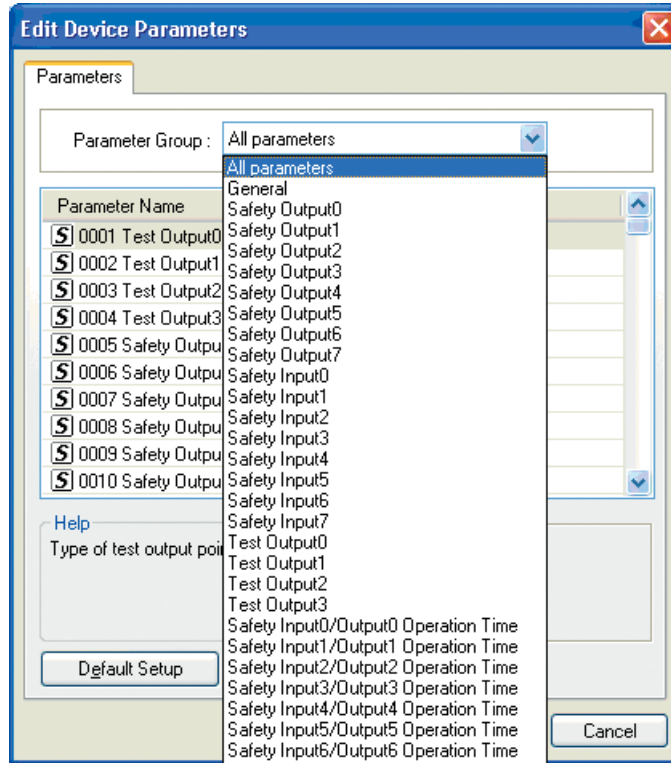 Edit Device Parameters
Parameters
Parameter Group : All parameters
All parameters
General
Safety Output0
Safety Output1
Safety Output2
Safety Output3
Safety Output4
Safety Output5
Safety Output6
Safety Output7
Safety Input0
Safety Input1
Safety Input2
Safety Input3
Safety Input4
Safety Input5
Safety Input6
Safety Input7
Test Output0
Test Output1
Test Output2
Test Output3
Safety Input0/Output0 Operation Time
Safety Input1/Output1 Operation Time
Safety Input2/Output2 Operation Time
Safety Input3/Output3 Operation Time
Safety Input4/Output4 Operation Time
Safety Input5/Output5 Operation Time
Safety Input6/Output6 Operation Time
Parameter Name
S 0001 Test Output0
S 0002 Test Output1
S 0003 Test Output2
S 0004 Test Output3
S 0005 Safety Outpu
S 0006 Safety Outpu
S 0007 Safety Outpu
S 0008 Safety Outpu
S 0009 Safety Outpu
S 0010 Safety Outpu
Help
Type of test output poi
Default Setup
Cancel